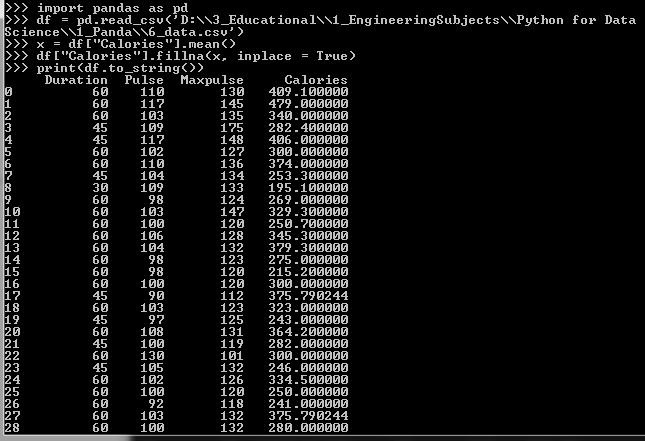 >>> import pandas as pd
>>> df = pd.read_csv('D:\\3_Educational\\1_EngineeringSubjects\\Python for Data
Science\\1_Panda\\6_data.csv')
>>> x = df["Calories"].mean()
>>> df["Calories"].fillna(x, inplace = True)
>>> print(df.to_string())
Duration Pulse Maxpulse Calories
0 60 110 130 409.100000
1 60 117 145 479.000000
2 60 103 135 340.000000
3 45 109 175 282.400000
4 45 117 148 406.000000
5 60 102 127 300.000000
6 60 110 136 374.000000
7 45 104 134 253.300000
8 30 109 133 195.100000
9 60 98 124 269.000000
10 60 103 147 329.300000
11 60 100 120 250.700000
12 60 106 128 345.300000
13 60 104 132 379.300000
14 60 98 123 275.000000
15 60 98 120 215.200000
16 60 100 120 300.000000
17 45 90 112 375.790244
18 60 103 123 323.000000
19 45 97 125 243.000000
20 60 108 131 364.200000
21 45 100 119 282.000000
22 60 130 101 300.000000
23 45 105 132 246.000000
24 60 102 126 334.500000
25 60 100 120 250.000000
26 60 92 118 241.000000
27 60 103 132 375.790244
28 60 100 132 280.000000